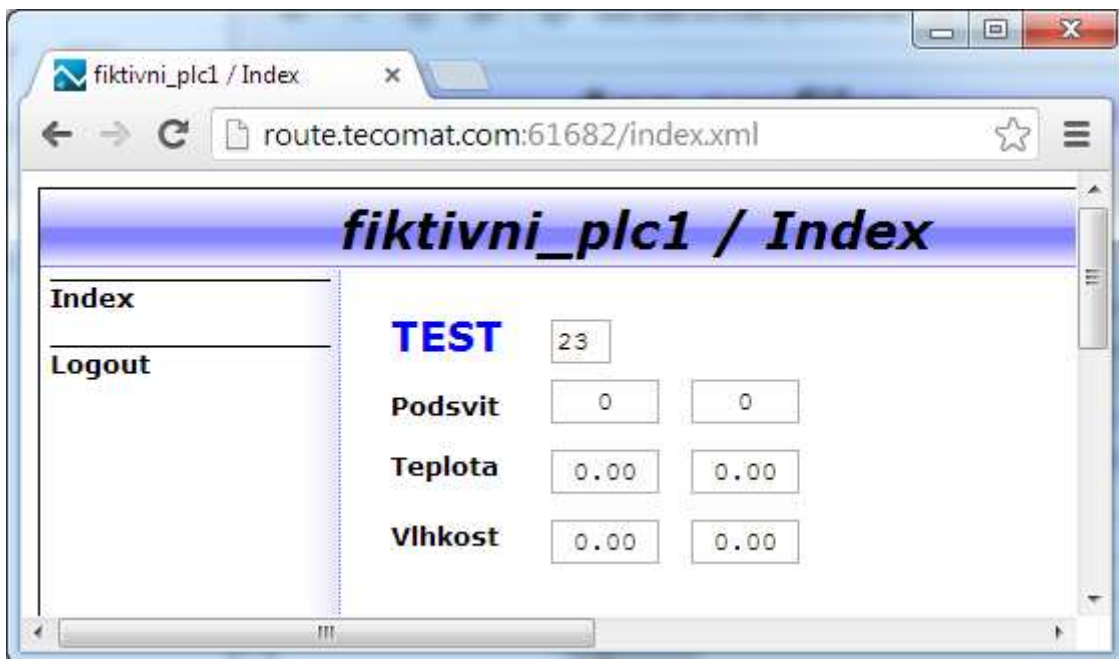 fiktivni_plc1 / Index
route.tecomat.com:61682/index.xml
fiktivni_plc1 / Index
Index
Logout
TEST 23
Podsvit 0 0
Teplota 0.00 0.00
Vlhkost 0.00 0.00